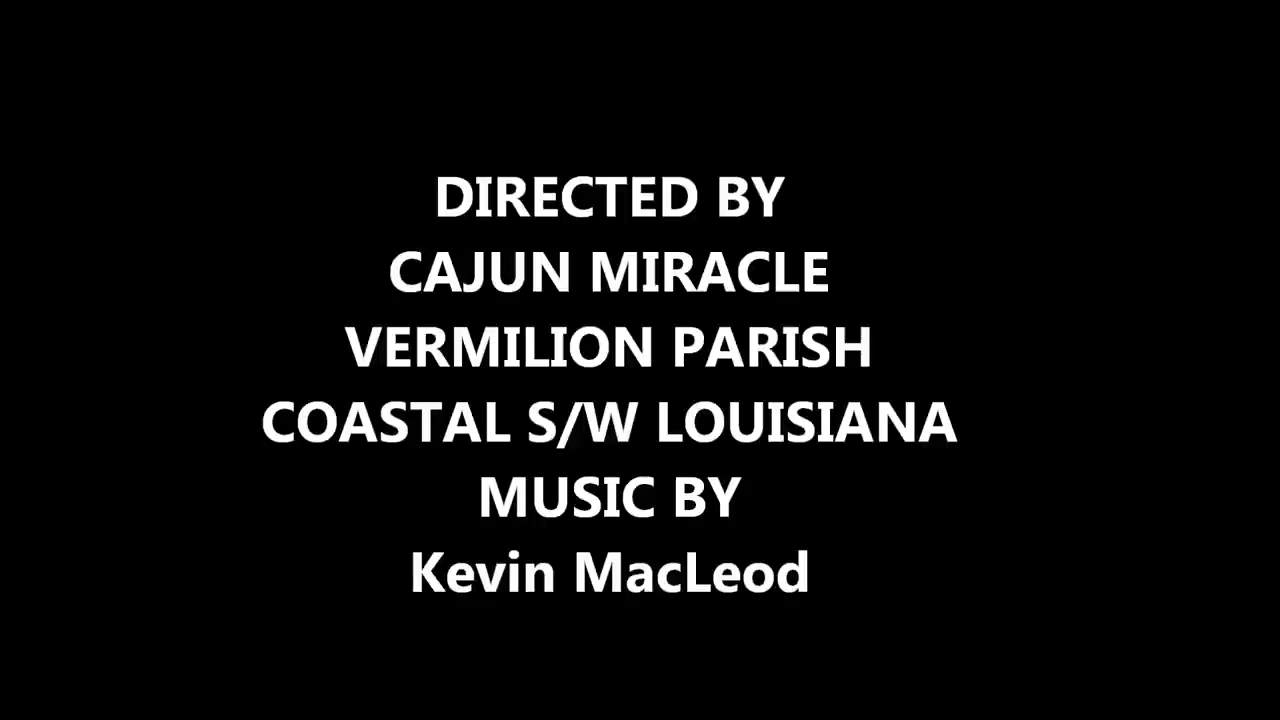 DIRECTED BY
CAJUN MIRACLE
VERMILION PARISH
COASTAL S/W LOUISIANA
MUSIC BY
Kevin MacLeod